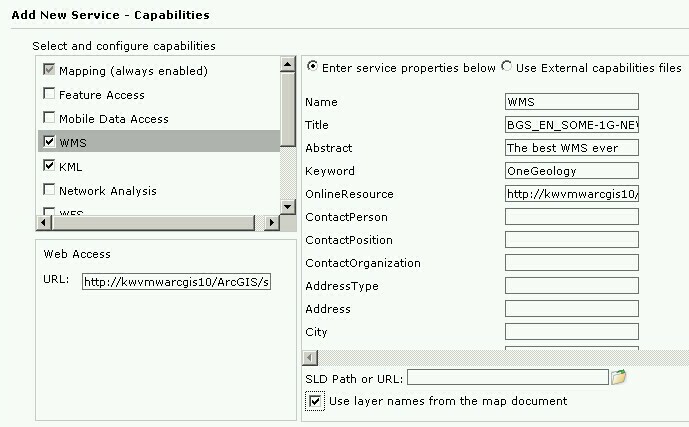 Add New Service - Capabilities
Select and configure capabilities
Mapping (always enabled)
Feature Access
Mobile Data Access
WMS
KML
Network Analysis
WFS
Web Access
URL: http://kwvmwarcgis10/ArcGIS/s
Enter service properties below Use External capabilities files
Name WMS
Title BGS_EN_SOME-1G-NEV
Abstract The best WMS ever
Keyword OneGeology
OnlineResource http://kwvmwarcgis10/
ContactPerson
ContactPosition
ContactOrganization
AddressType
Address
City
SLD Path or URL:
Use layer names from the map document